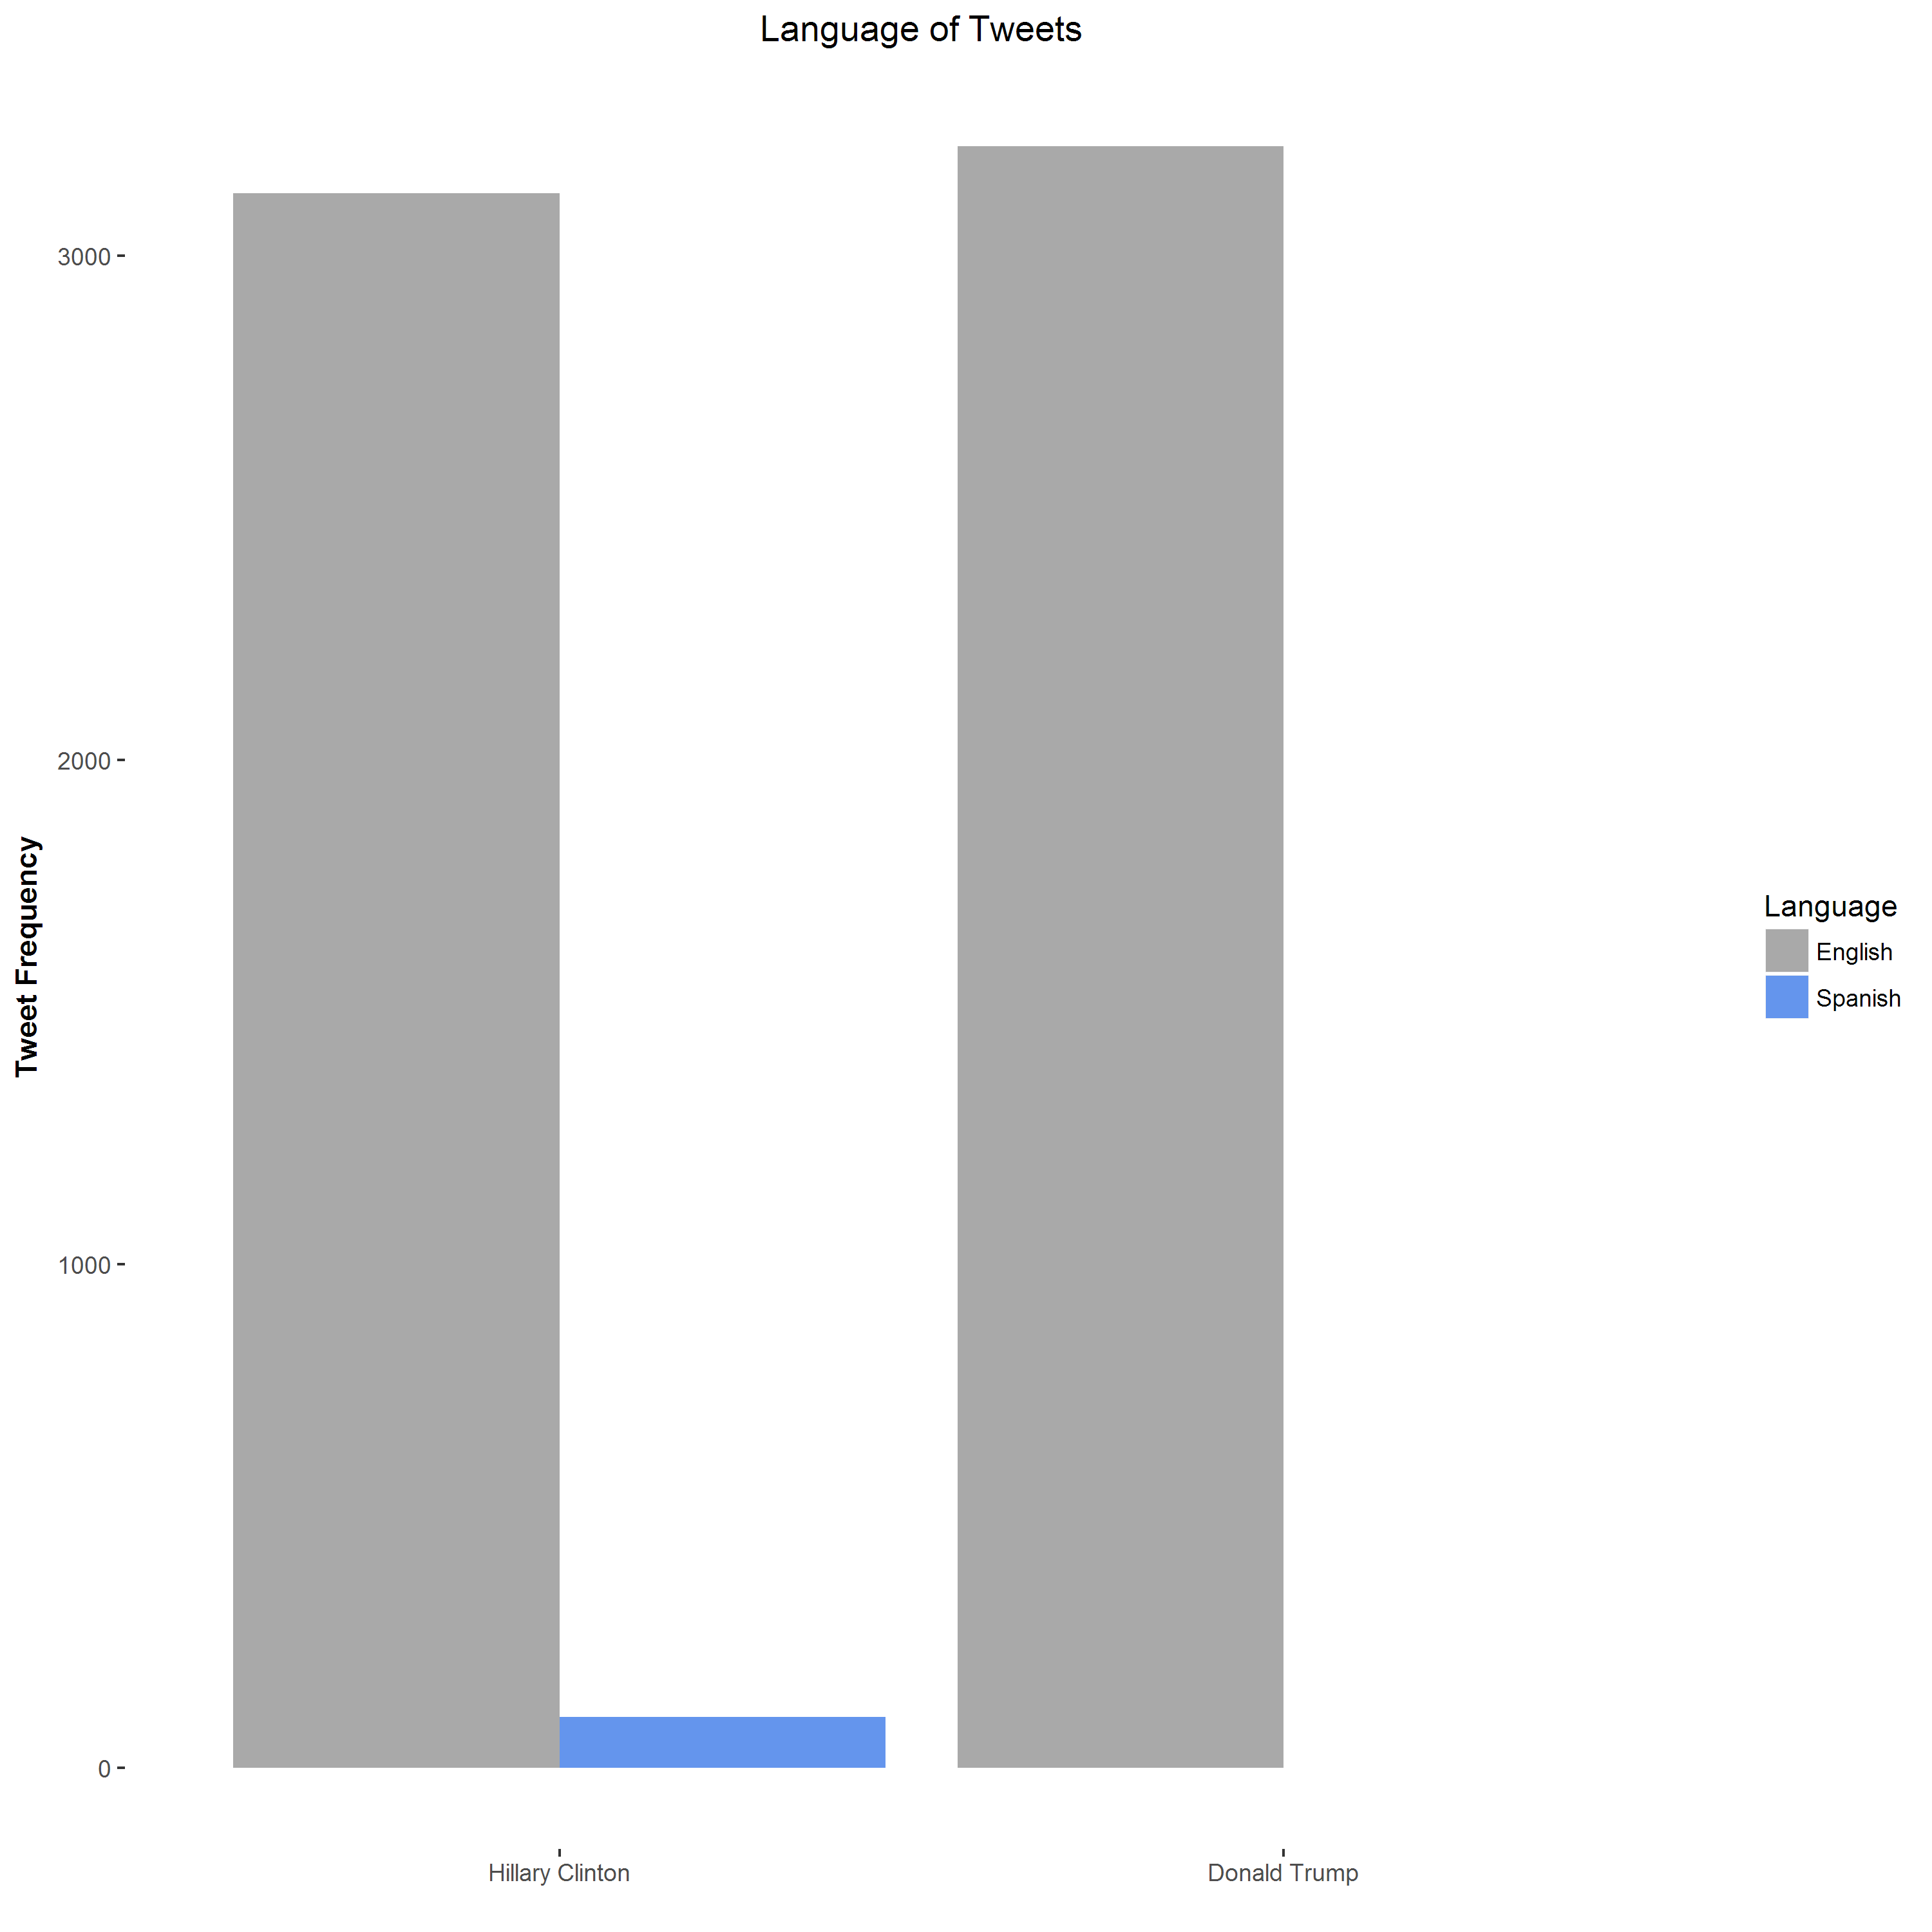 Language of Tweets
3000
2000
1000
0
Tweet Frequency
Hillary Clinton
Donald Trump
Language
English
Spanish